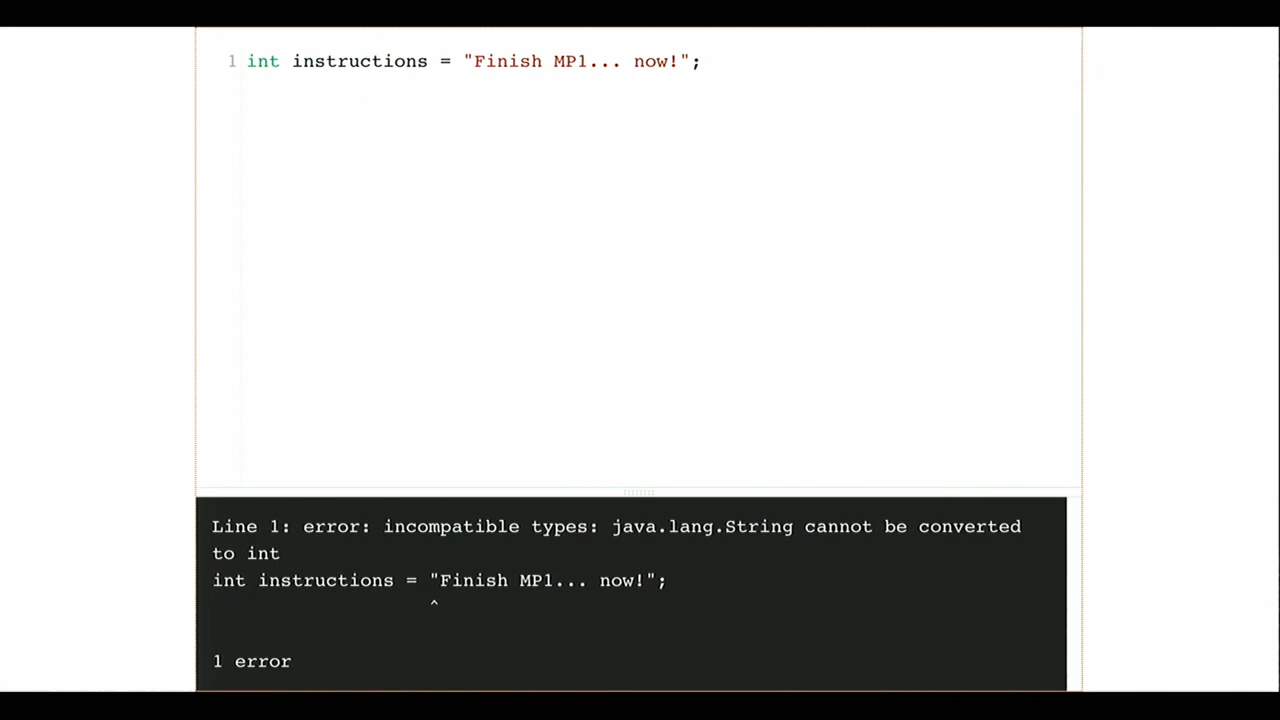 1 int instructions = "Finish MP1... now!";
Line 1: error: incompatible types: java.lang.String cannot be converted
to int
int instructions = "Finish MP1... now!";
^
1 error